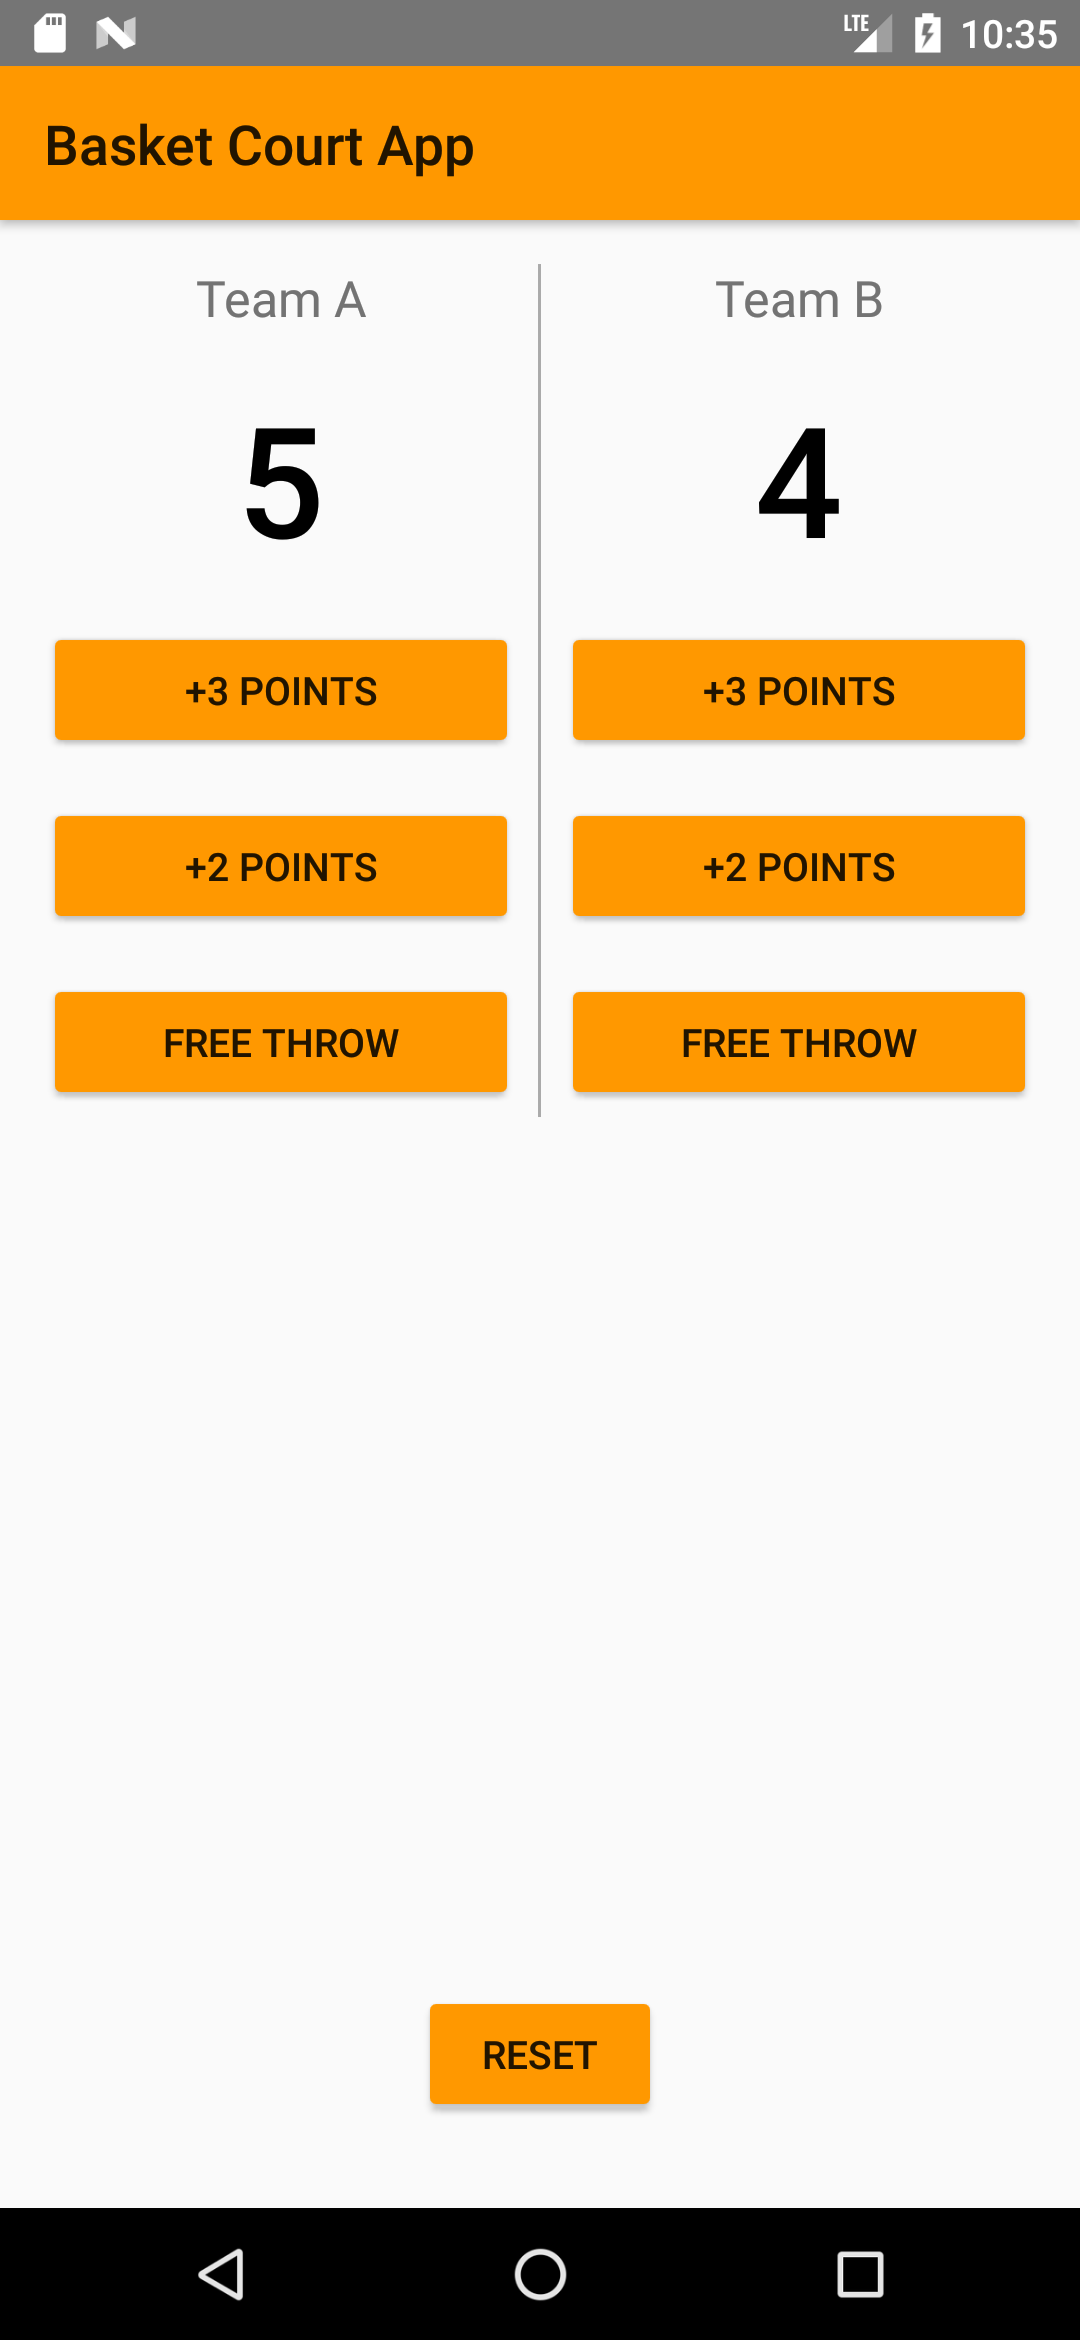 LTE 10:35
Basket Court App
Team A
5
+3 POINTS
+2 POINTS
FREE THROW
Team B
4
+3 POINTS
+2 POINTS
FREE THROW
RESET